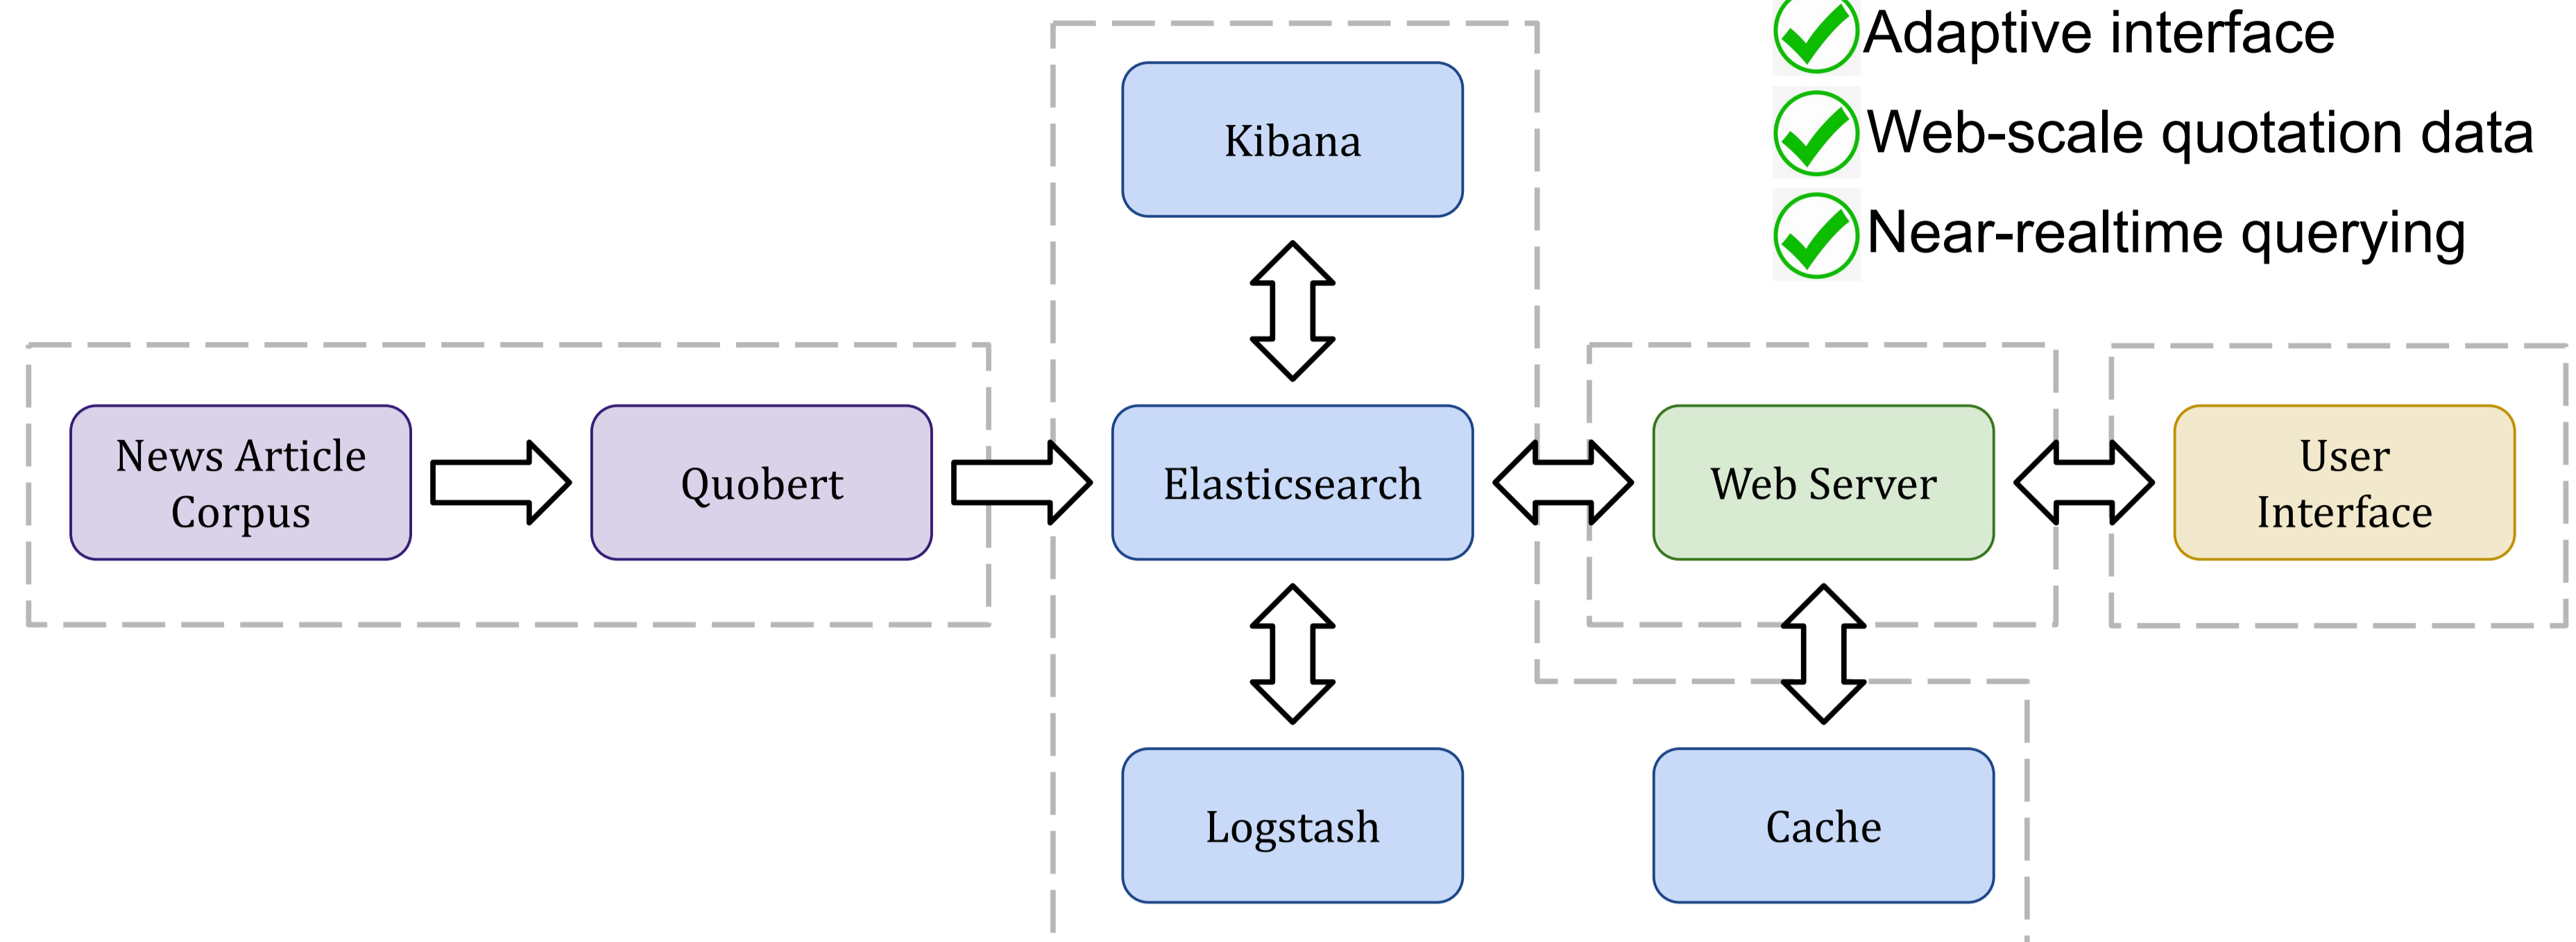 Adaptive interface
Web-scale quotation data
Near-realtime querying
Kibana
News Article
Corpus
Quobert
Elasticsearch
Web Server
User
Interface
Logstash
Cache